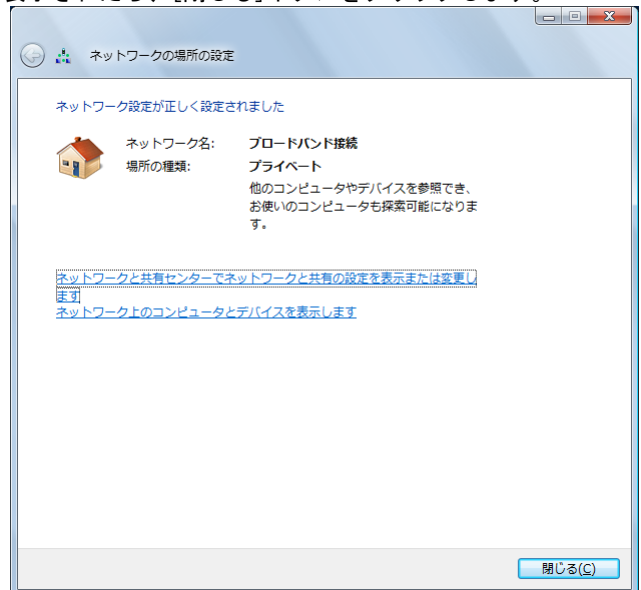 ネットワークの場所の設定
ネットワーク設定が正しく設定されました
ネットワーク名: ブロードバンド接続
場所の種類: プライベート
他のコンピュータやデバイスを参照でき、
お使いのコンピュータも探索可能になりま
す。
ネットワークと共有センターでネットワークと共有の設定を表示または変更し
ます
ネットワーク上のコンピュータとデバイスを表示します
閉じる(C)